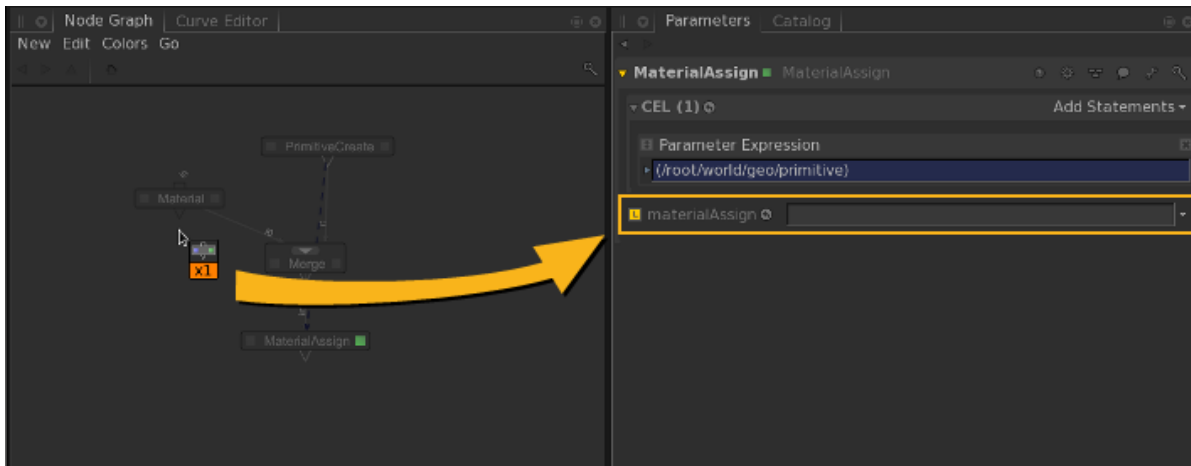 Node Graph
Curve Editor
New Edit Colors Go
PrimitiveCreate
Material
x1
Merge
MaterialAssign
Parameters
Catalog
MaterialAssign MaterialAssign
CEL (1)
Add Statements
Parameter Expression
(/root/world/geo/primitive)
L materialAssign